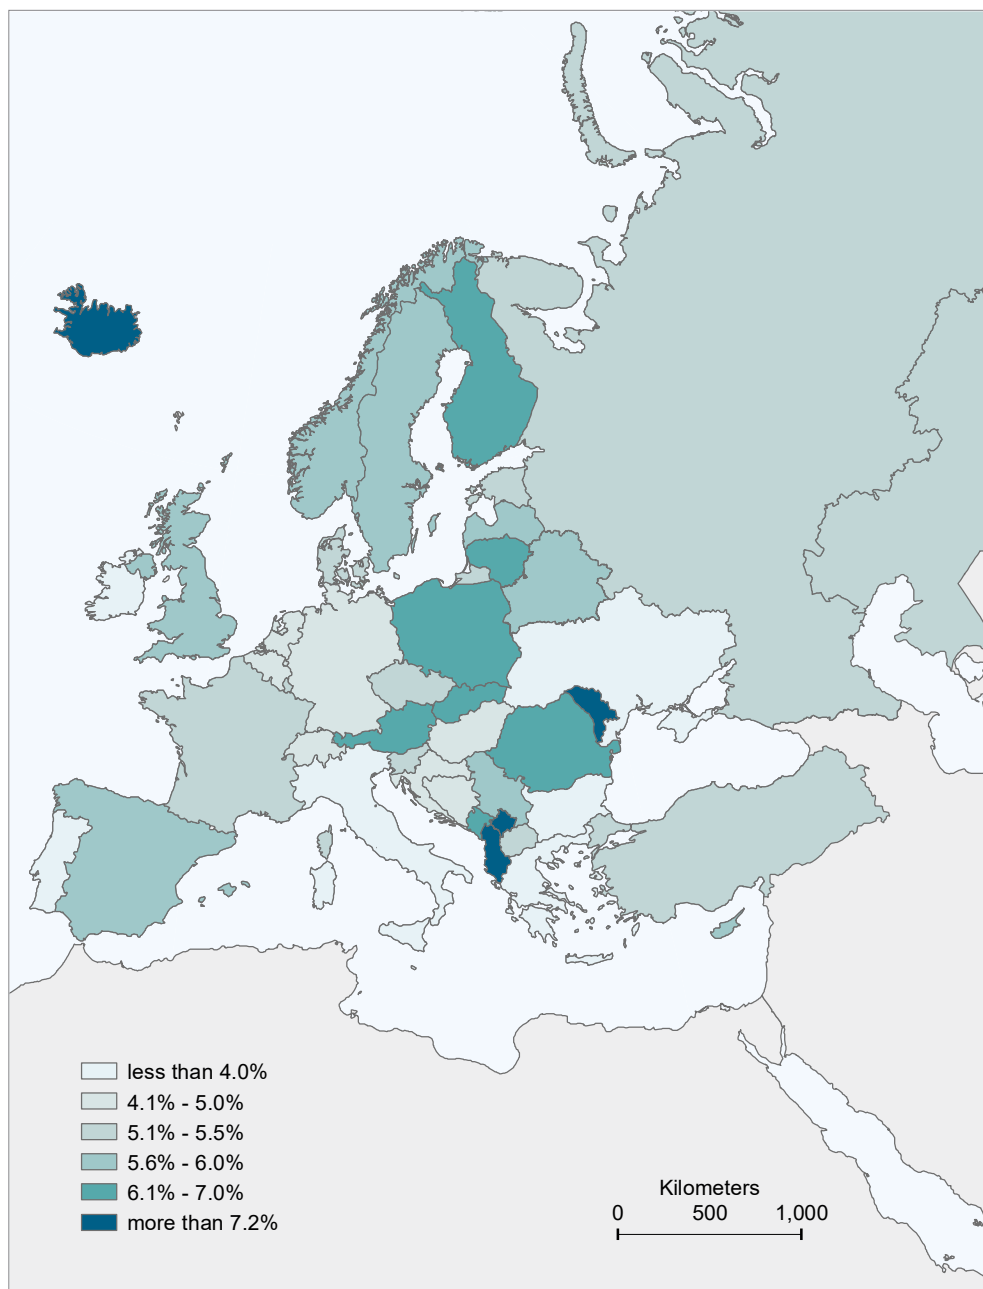 less than 4.0%
4.1% - 5.0%
5.1% - 5.5%
5.6% - 6.0%
6.1% - 7.0%
more than 7.2%
Kilometers
0 500 1,000